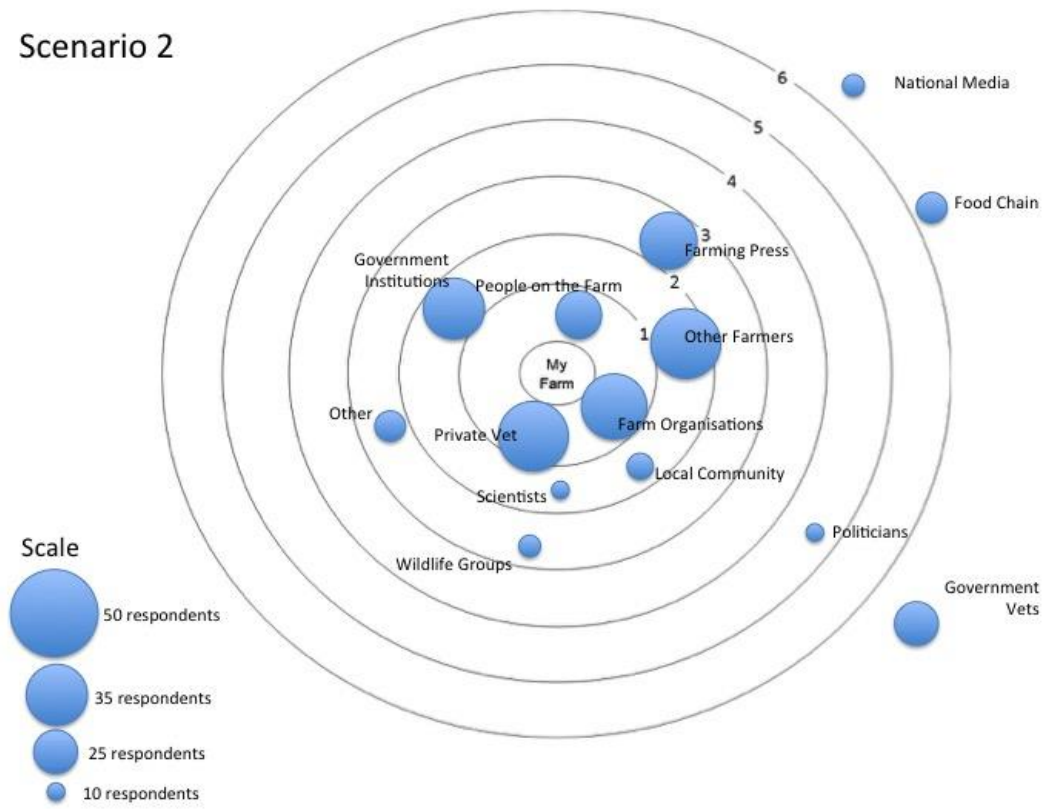 Scenario 2
6
National Media
5
4
Food Chain
3
Farming Press
Government
Institutions
People on the Farm
2
1
Other Farmers
My
Farm
Other
Private Vet
Farm Organisations
Local Community
Scientists
Politicians
Wildlife Groups
Government
Vets
Scale
50 respondents
35 respondents
25 respondents
10 respondents